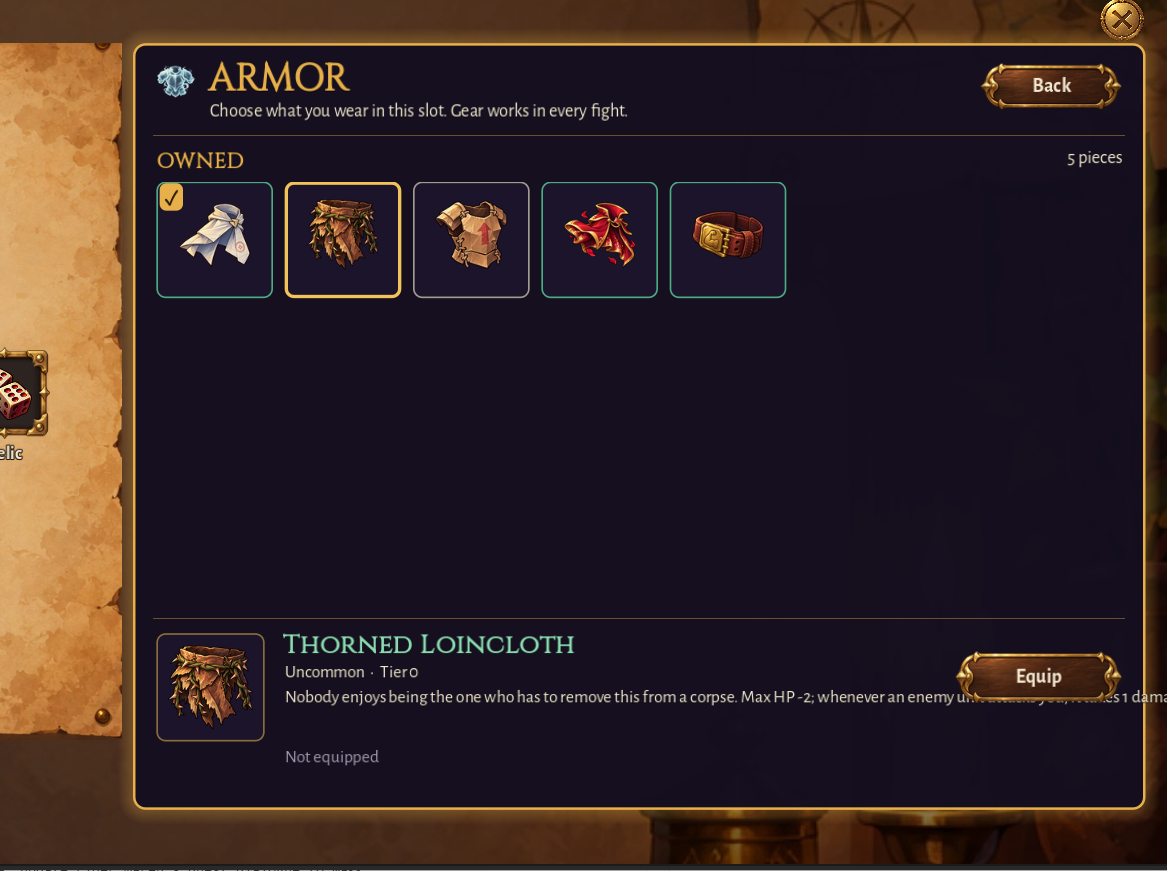 ARMOR
Choose what you wear in this slot. Gear works in every fight.
Back
OWNED
5 pieces
elic
THORNED LOINCLOTH
Uncommon · Tier 0
Nobody enjoys being the one who has to remove this from a corpse. Max HP -2; whenever an enemy 1 dama
Equip
Not equipped